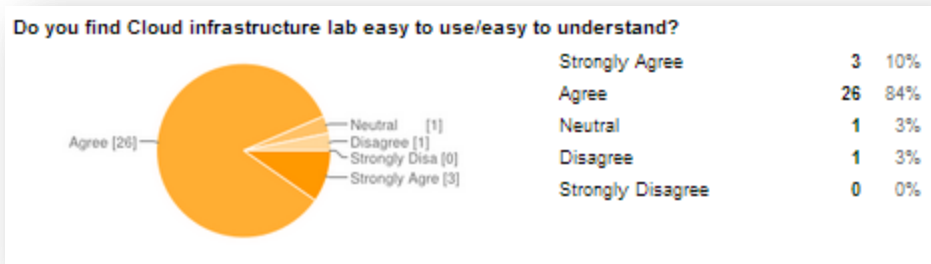 Do you find Cloud infrastructure lab easy to use/easy to understand?
Agree [26]
Neutral [1]
Disagree [1]
Strongly Disa [0]
Strongly Agre [3]
Strongly Agree 3 10%
Agree 26 84%
Neutral 1 3%
Disagree 1 3%
Strongly Disagree 0 0%